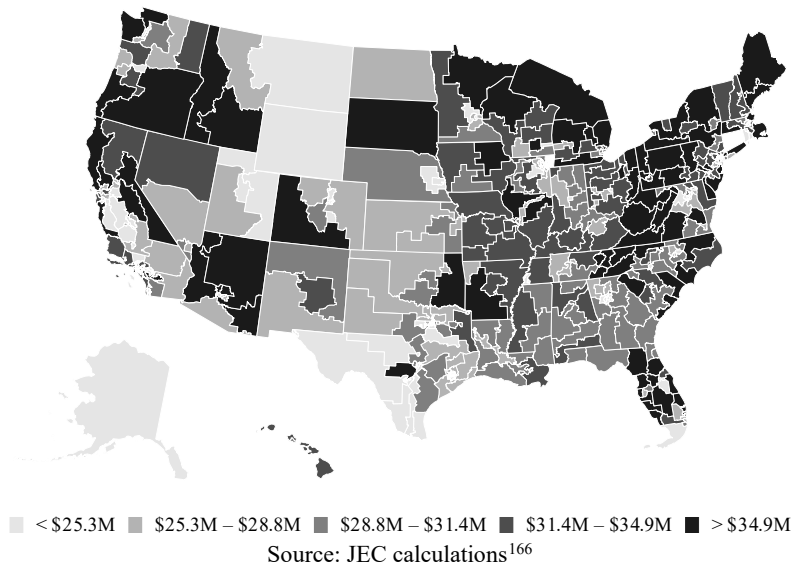 < $25.3M $25.3M – $28.8M $28.8M – $31.4M $31.4M – $34.9M > $34.9M
Source: JEC calculations166